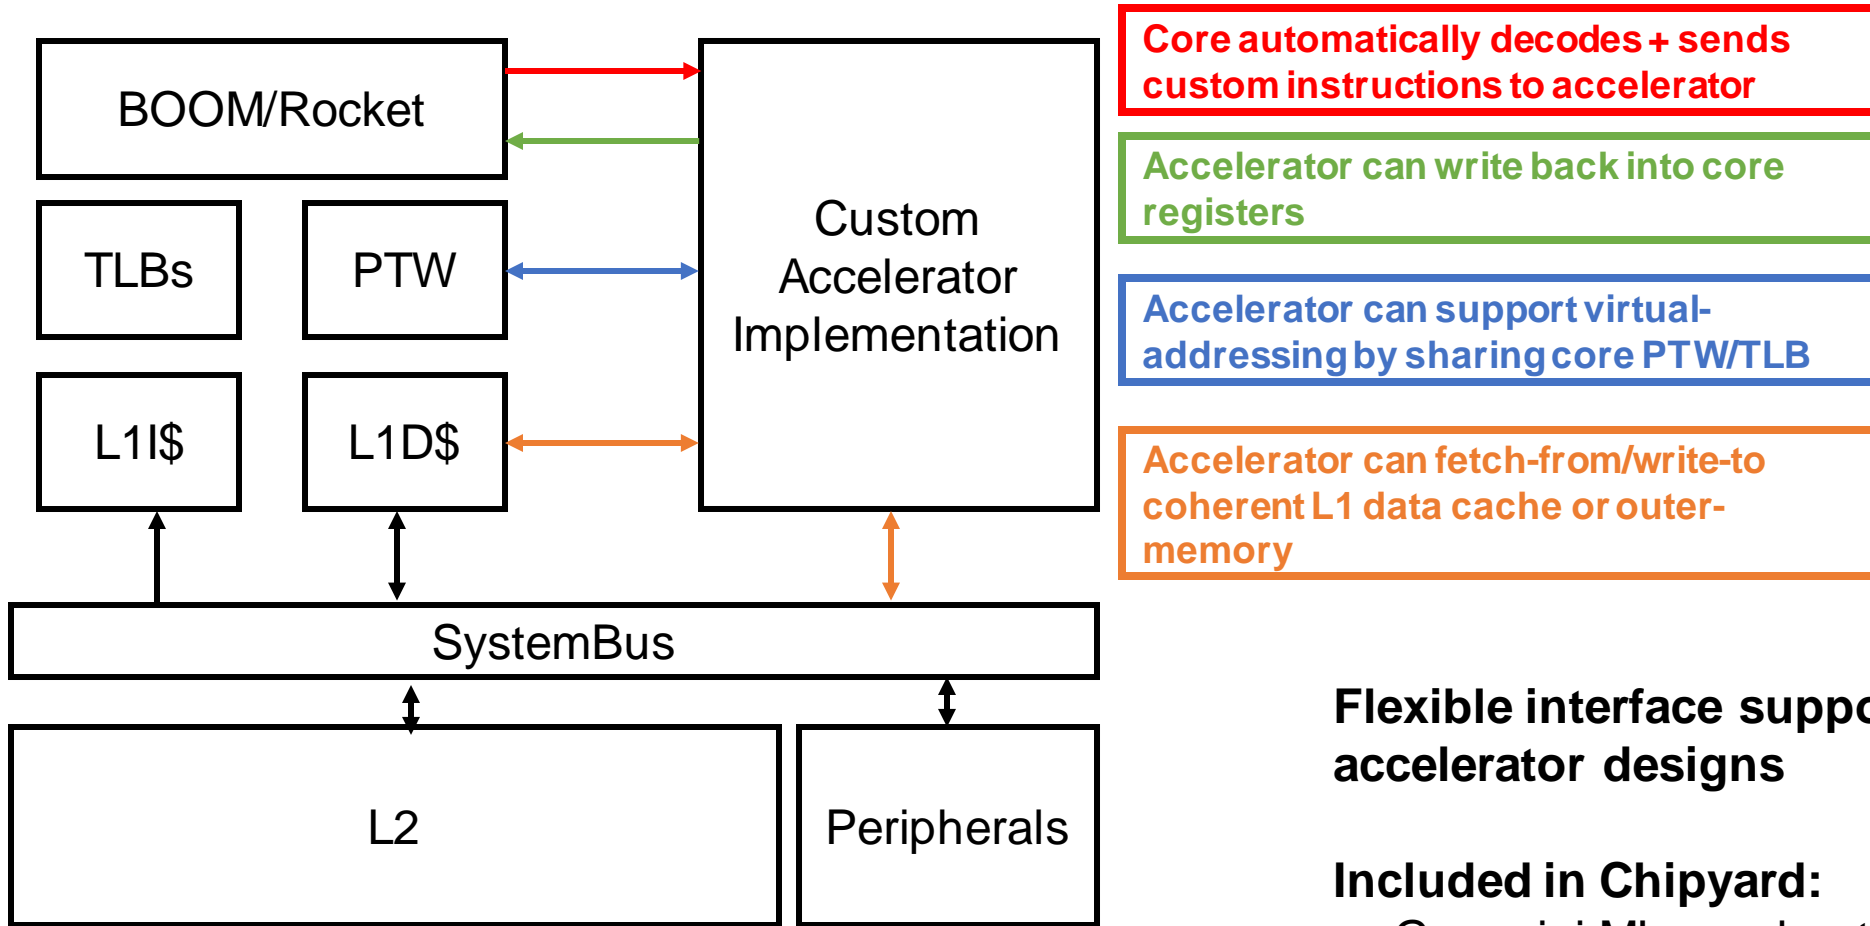 BOOM/Rocket
TLBs
PTW
L1I$
L1D$
Custom
Accelerator
Implementation
SystemBus
L2
Peripherals
Core automatically decodes + sends
custom instructions to accelerator
Accelerator can write back into core
registers
Accelerator can support virtual-
addressing by sharing core PTW/TLB
Accelerator can fetch-from/write-to
coherent L1 data cache or outer-
memory
Flexible interface
accelerator designs
Included in Chipyard: